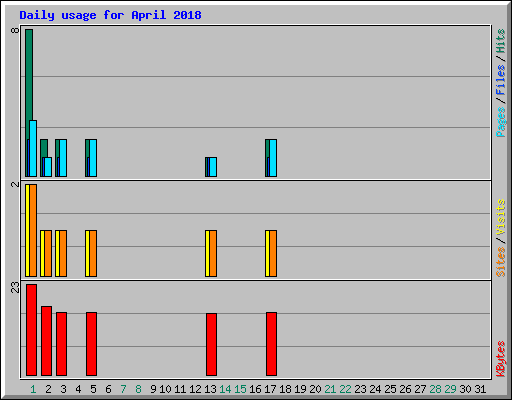 Daily usage for April 2018
8
2
23
Pages/Files/Hits
Sites/Visits
KBytes
1 2 3 4 5 6 7 8 9 10 11 12 13 14 15 16 17 18 19 20 21 22 23 24 25 26 27 28 29 30 31